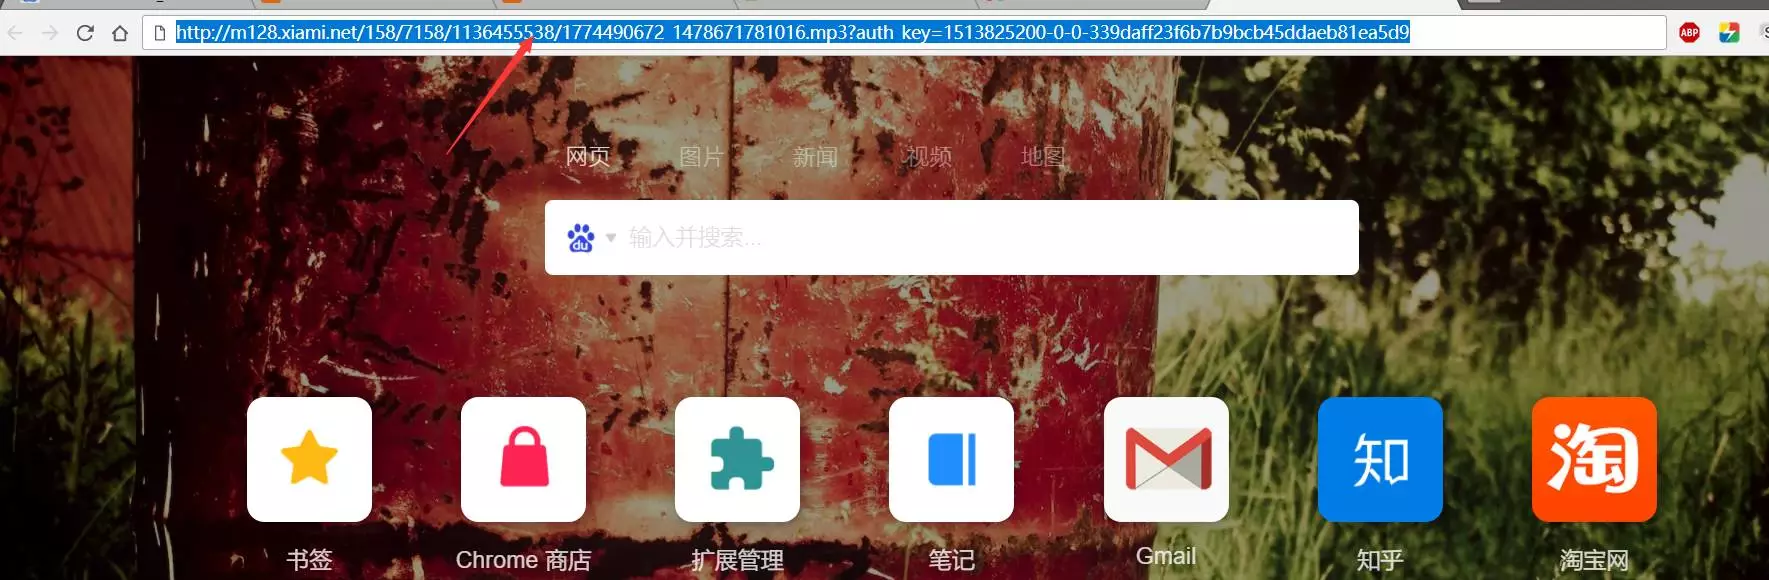 http://m128.xiami.net/158/7158/1136455538/1774490672_1478671781016.mp3?auth_key=1513825200-0-0-339daff23f6b7b9bcb45ddaeb81ea5d9
ABP
网页 图片 新闻 视频 地图
du 输入并搜索...
知 淘
书签 Chrome 商店 扩展管理 笔记 Gmail 知乎 淘宝网